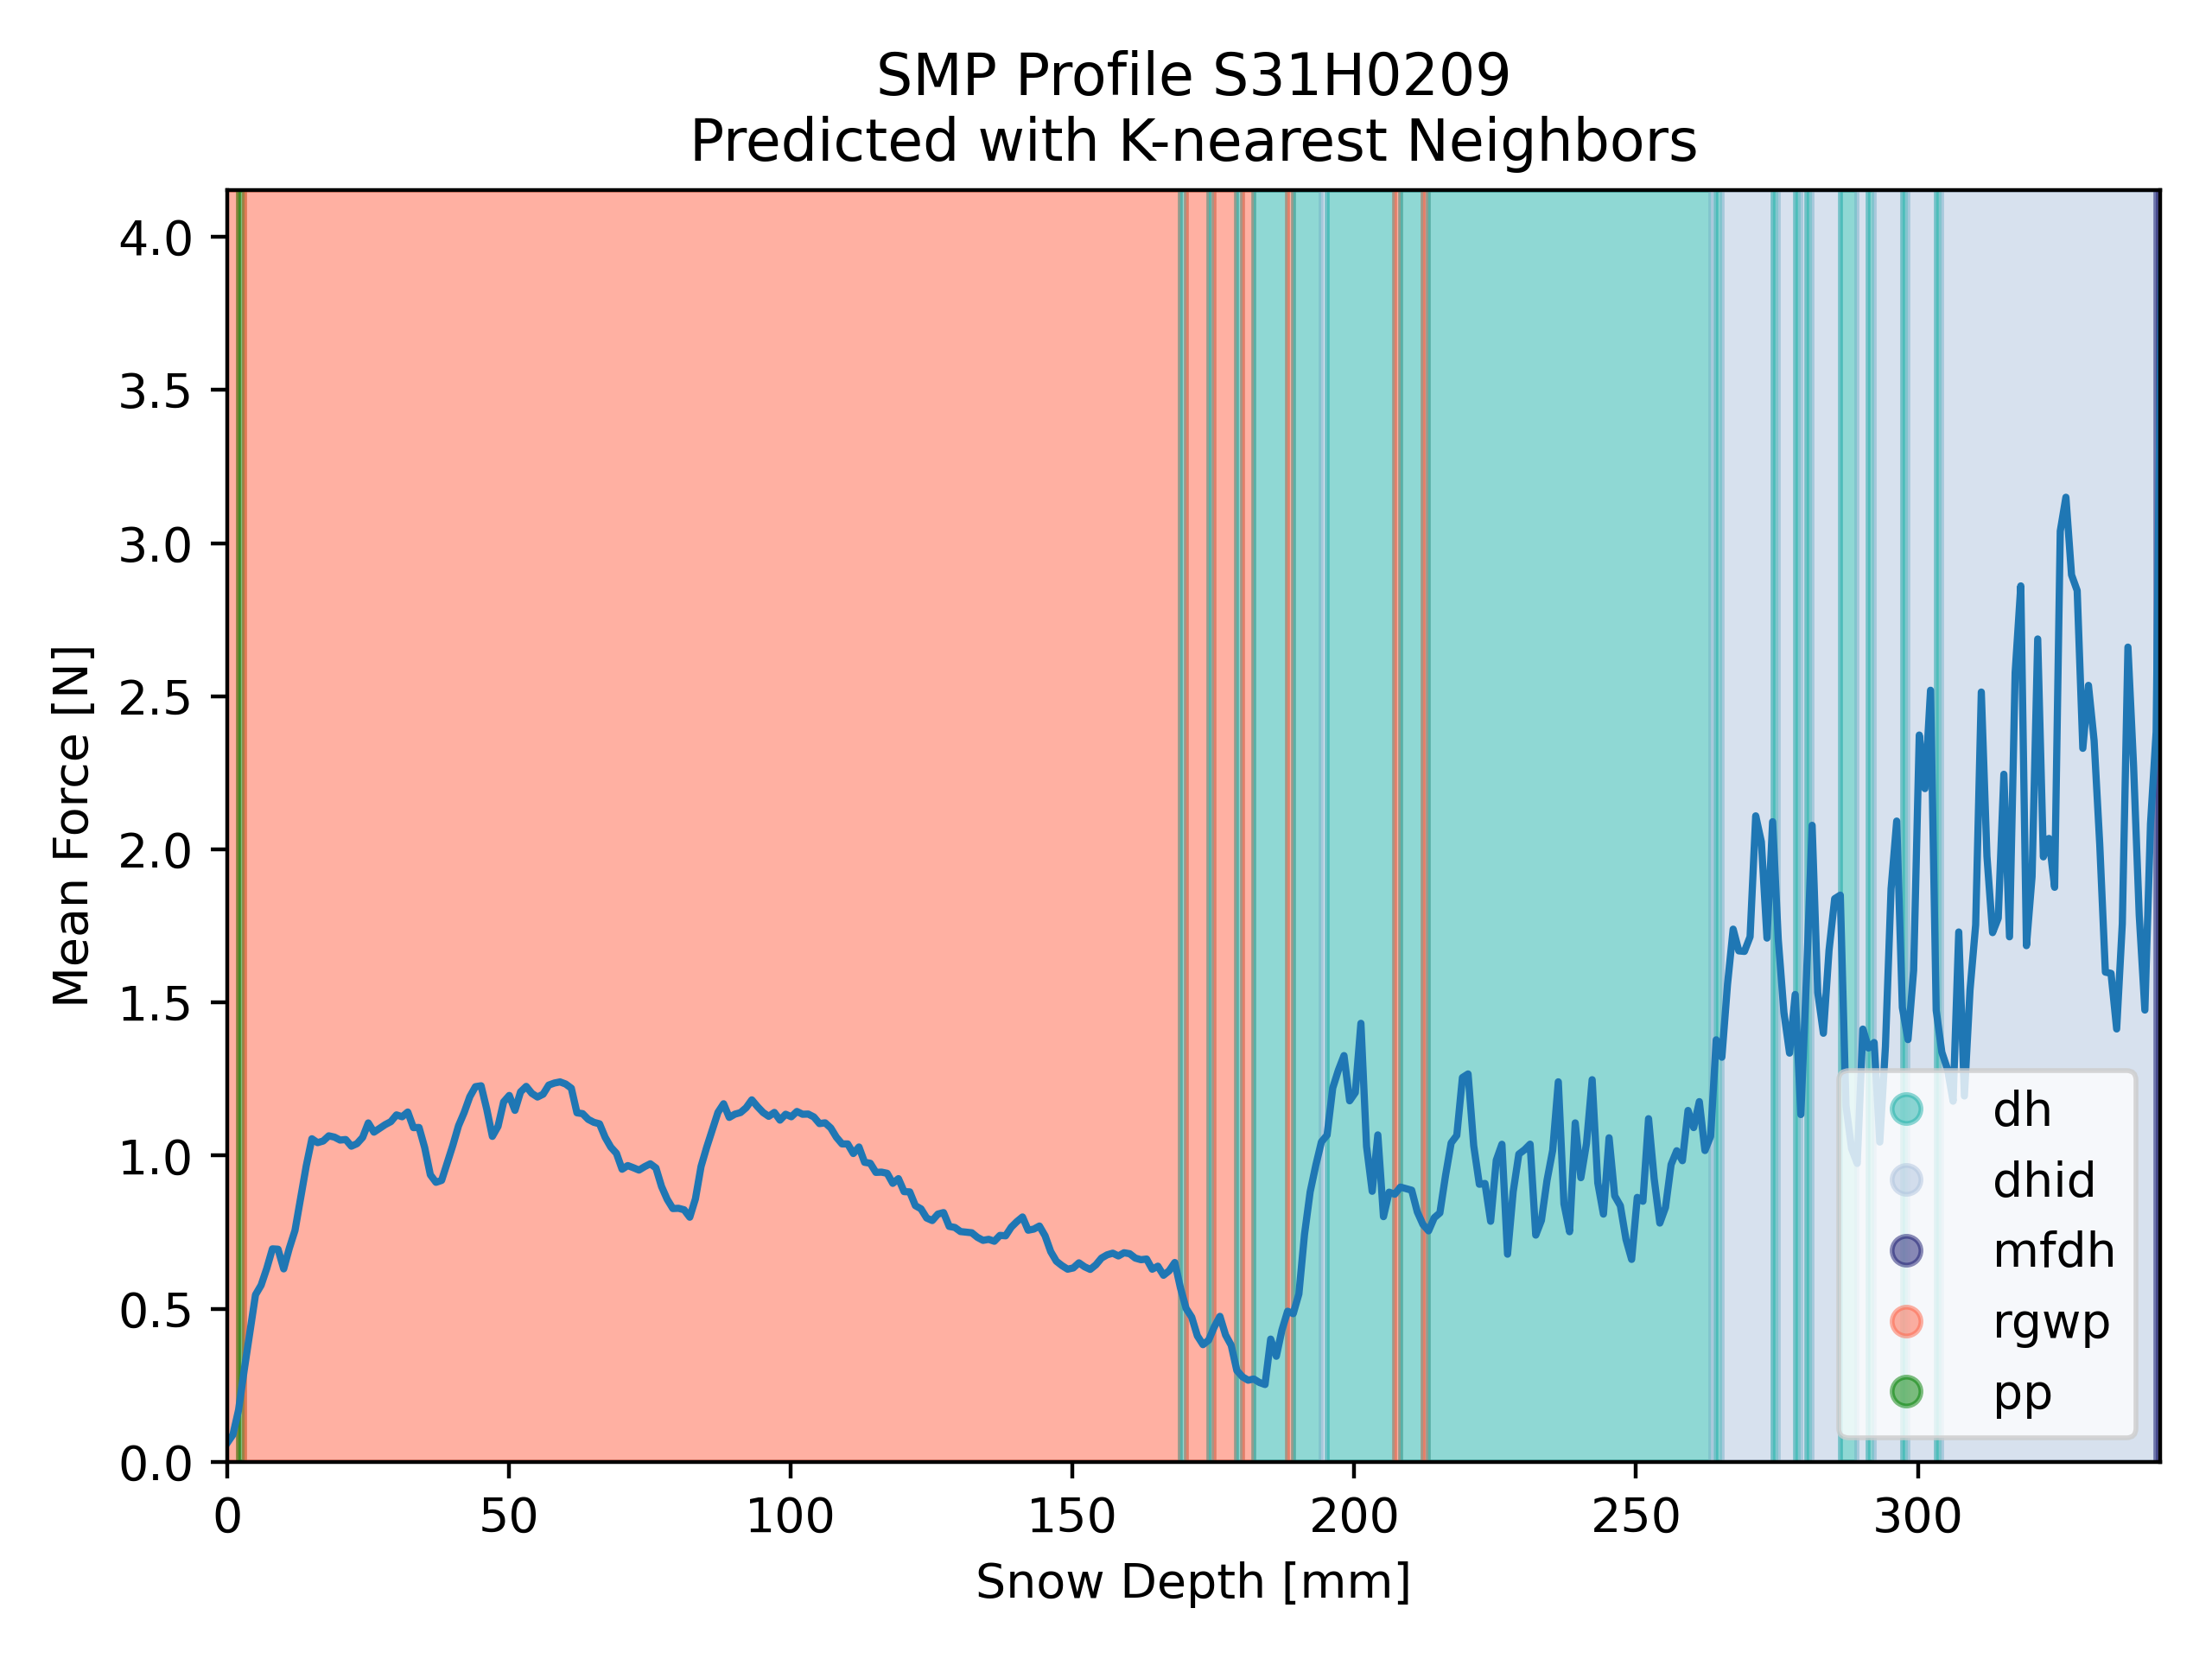 SMP Profile S31H0209
Predicted with K-nearest Neighbors
4.0
3.5
3.0
2.5
2.0
1.5
1.0
0.5
0.0
Mean Force [N]
dh
dhid
mfdh
rgwp
pp
0 50 100 150 200 250 300
Snow Depth [mm]